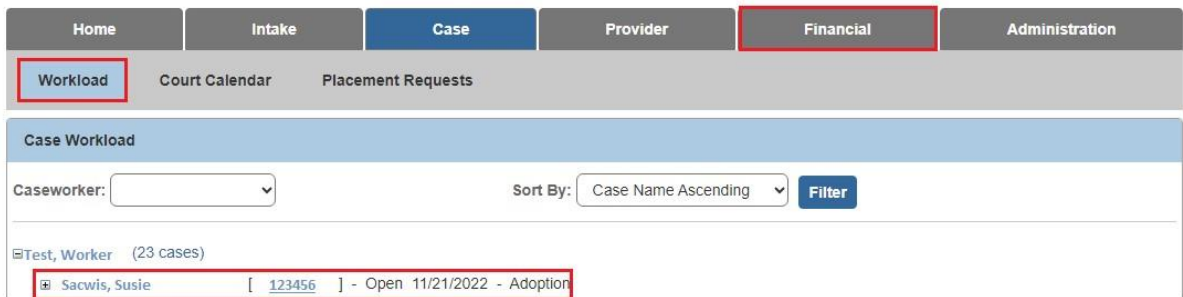 Home Intake Case Provider Financial Administration
Workload Court Calendar Placement Requests
Case Workload
Caseworker: Sort By: Case Name Ascending Filter
Test, Worker (23 cases)
Sacwis, Susie [ 123456 ] - Open 11/21/2022 - Adoption